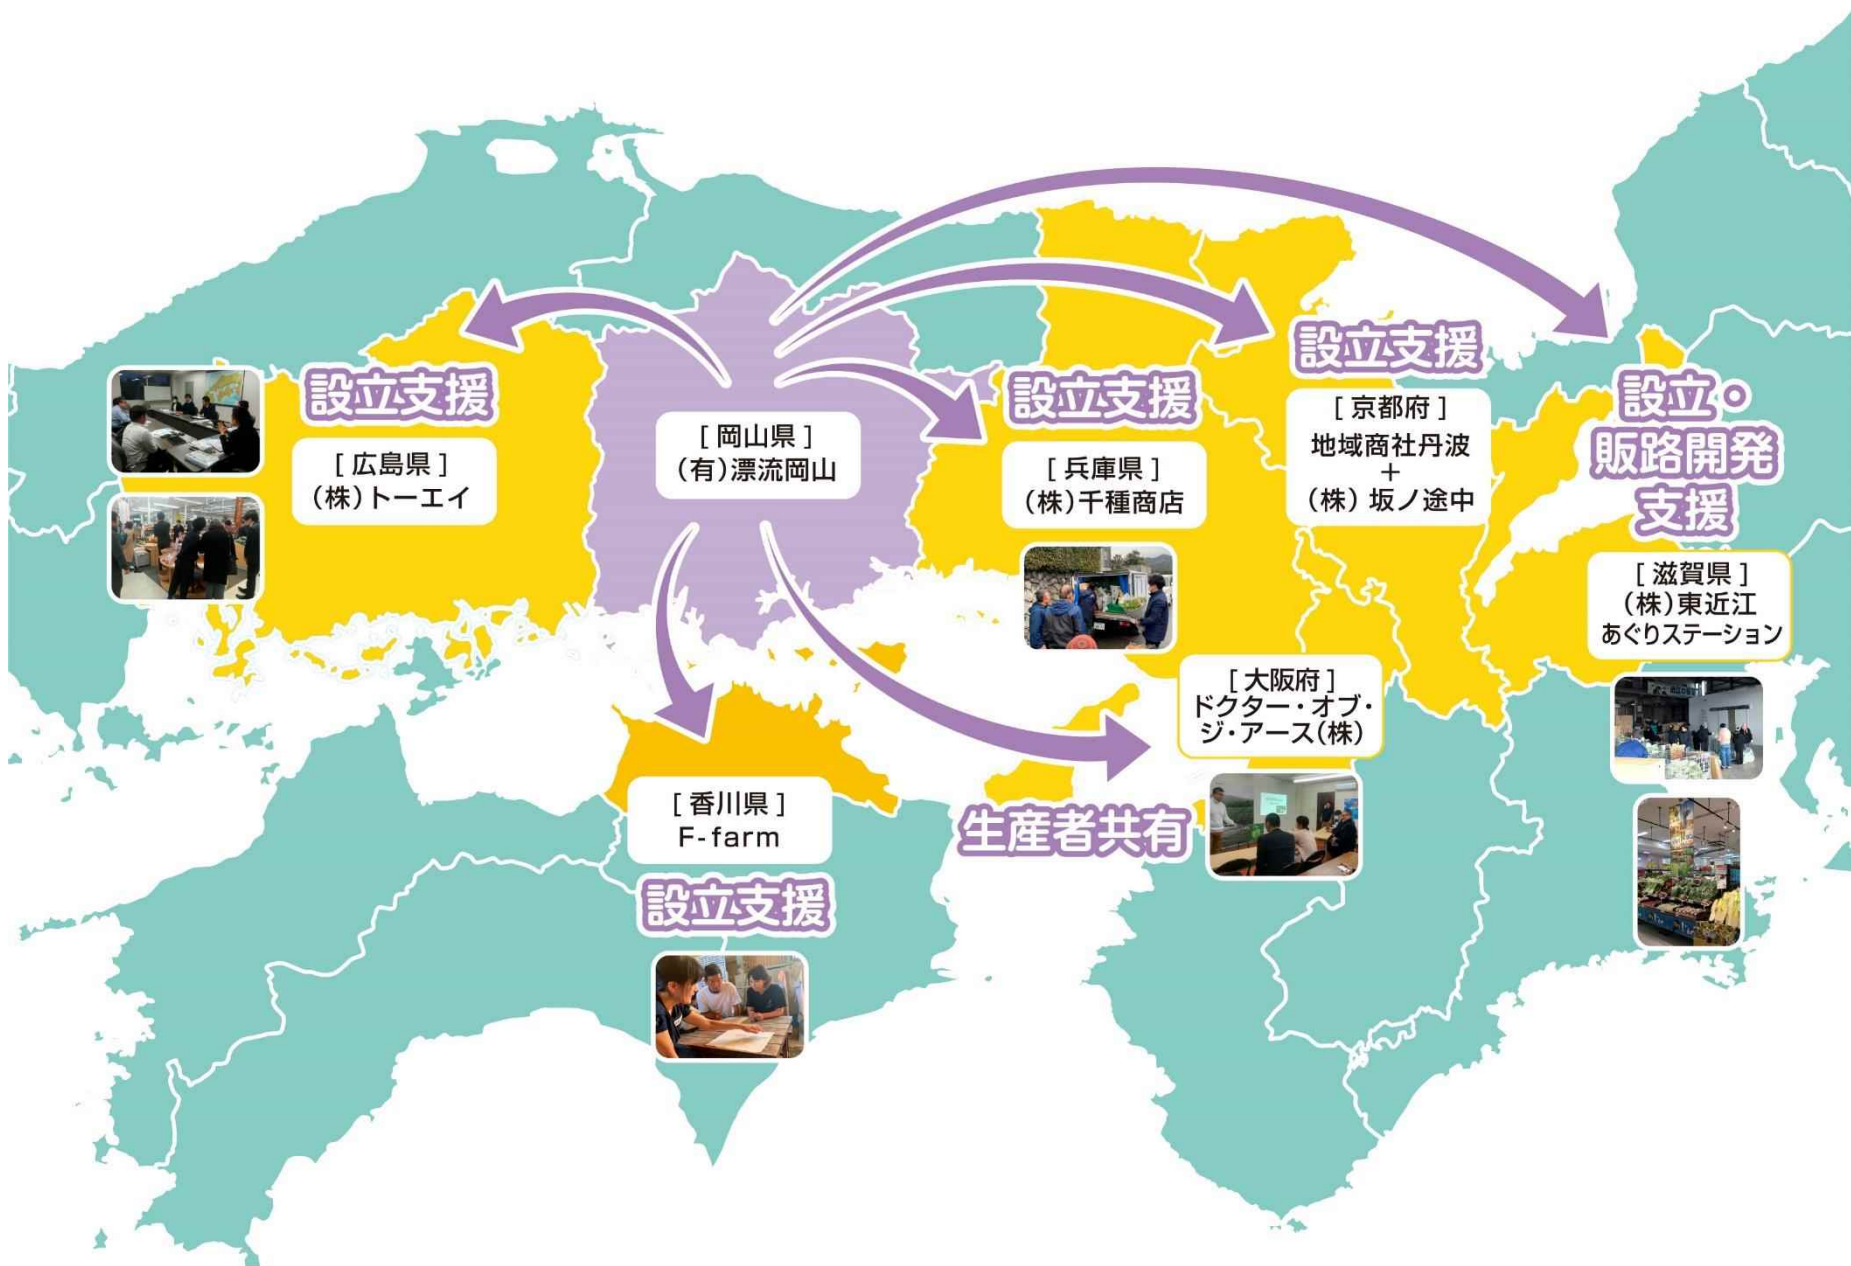 設立支援
[ 広島県 ]
(株)トーエイ
[ 岡山県 ]
(有)漂流岡山
設立支援
[ 兵庫県 ]
(株)千種商店
設立支援
[ 京都府 ]
地域商社丹波
+
(株) 坂ノ途中
設立・
販路開発
支援
[ 滋賀県 ]
(株)東近江
あぐりステーション
[ 大阪府 ]
ドクター・オブ・
ジ・アース(株)
生産者共有
[ 香川県 ]
F-farm
設立支援